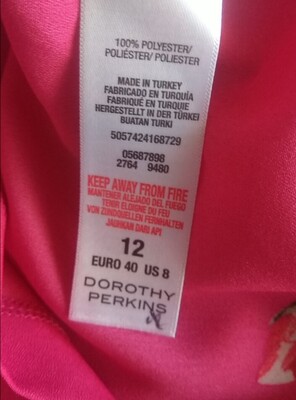 100% POLYESTER/
POLIÉSTER/ POLIESTER
MADE IN TURKEY
FABRICADO EN TURQUÍA
FABRIQUÉ EN TURQUIE
HERGESTELLT IN DER TÜRKEI
BUATAN TURKI
5057424168729
05687898
2764 9480
KEEP AWAY FROM FIRE
MANTENER ALEJADO DEL FUEGO
TENIR ELOIGNE DU FEU
VON ZUNDQUELLEN FERNHALTEN
JAUHKAN DARI API
12
EURO 40 US 8
DOROTHY
PERKINS